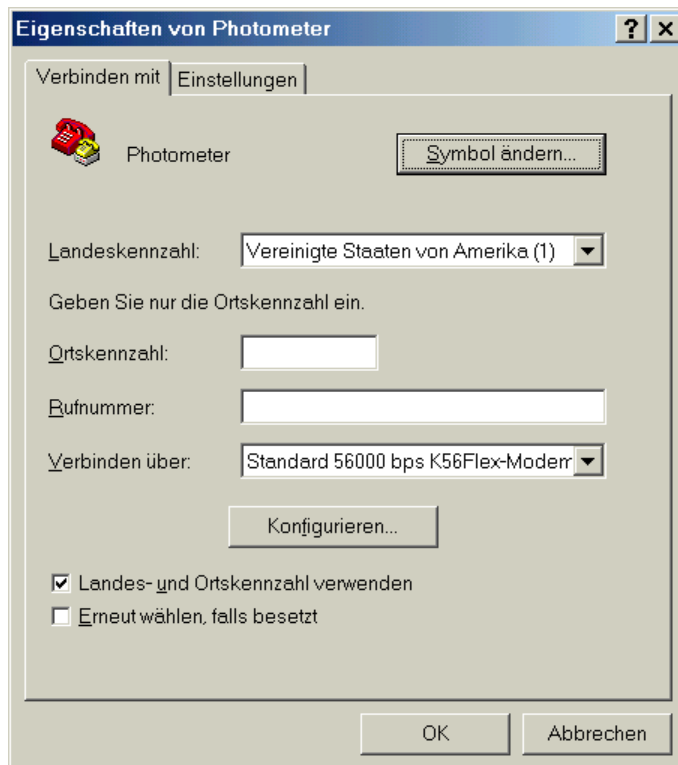 Eigenschaften von Photometer
Verbinden mit
Einstellungen
Photometer
Symbol ändern...
Landeskennzahl:
Vereinigte Staaten von Amerika (1)
Geben Sie nur die Ortskennzahl ein.
Ortskennzahl:
Rufnummer:
Verbinden über:
Standard 56000 bps K56Flex-Modem
Konfigurieren...
Landes- und Ortskennzahl verwenden
Erneut wählen, falls besetzt
OK
Abbrechen